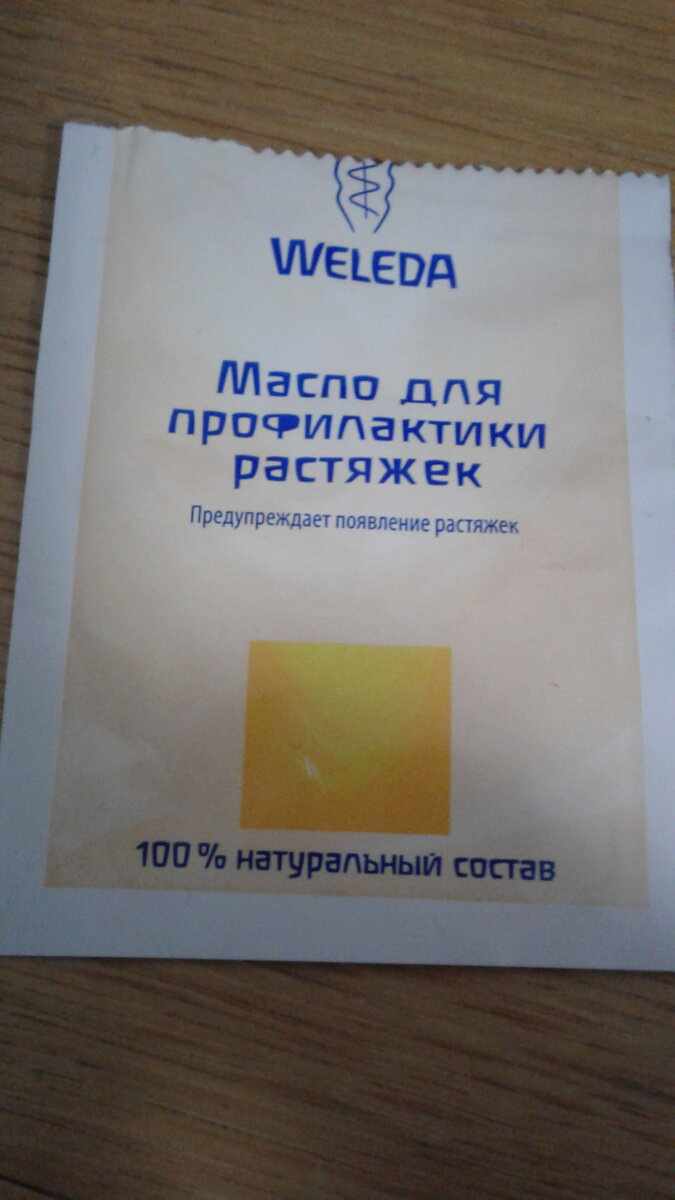 WELEDA
Масло для
профилактики
растяжек
Предупреждает появление растяжек
100 % натуральный состав